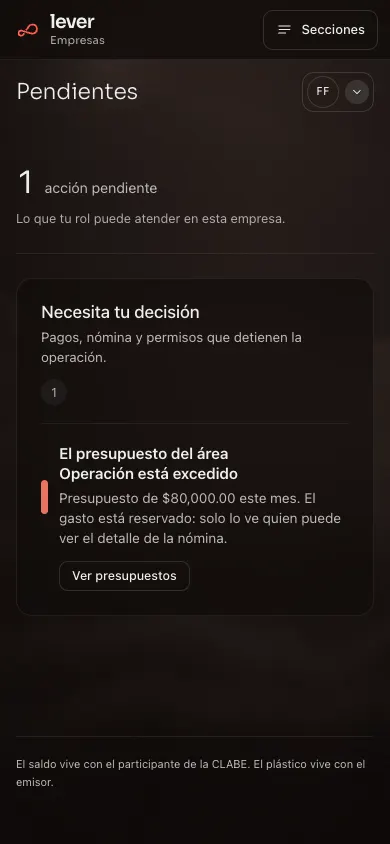 lever
Empresas
Secciones
Pendientes
FF
1 acción pendiente
Lo que tu rol puede atender en esta empresa.
Necesita tu decisión
Pagos, nómina y permisos que detienen la
operación.
1
El presupuesto del área
Operación está excedido
Presupuesto de $80,000.00 este mes. El
gasto está reservado: solo lo ve quien puede
ver el detalle de la nómina.
Ver presupuestos
El saldo vive con el participante de la CLABE. El plástico vive con el
emisor.